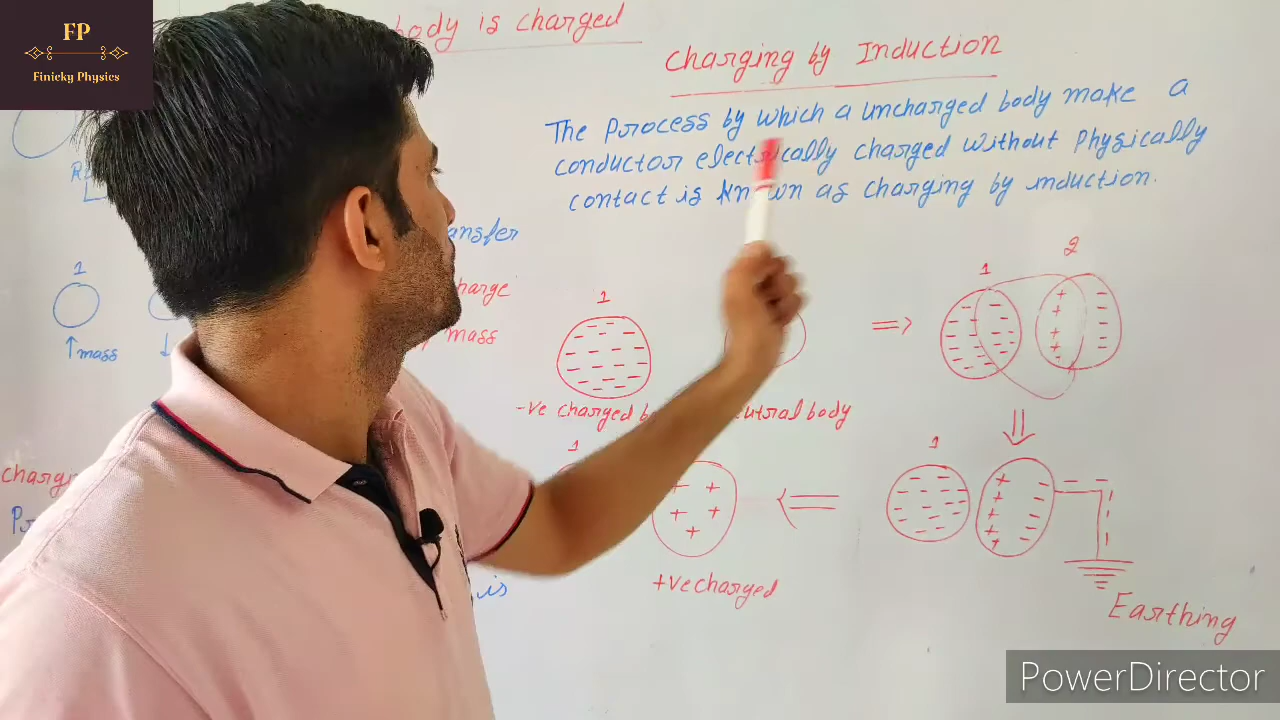 FP
Finicky Physics
body is charged
Charging by Induction
The Process by which a uncharged body make a
conductor electrically charged without Physically
contact is known as charging by induction.
1
mass
harge
mass
1
-ve charged
body
1
+ve charged
1
2
1
Earthing
is
PowerDirector